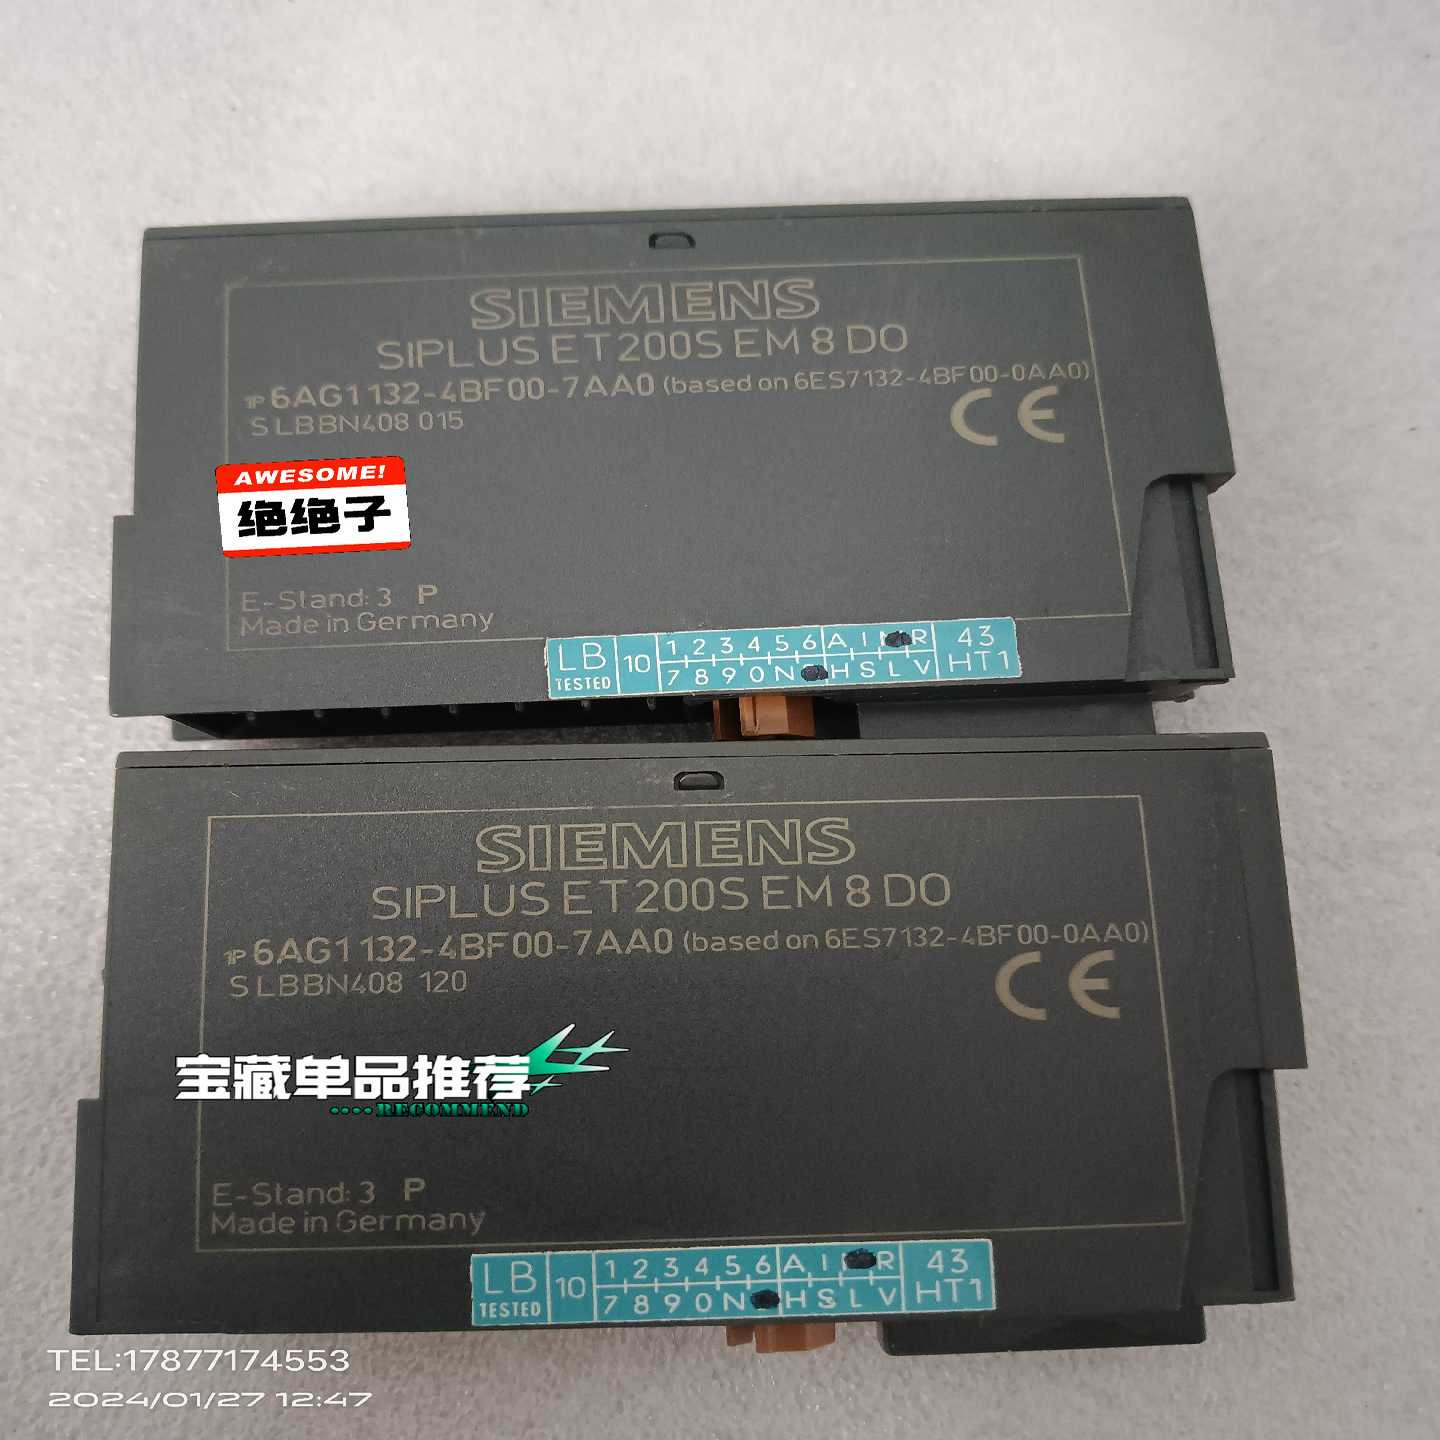 SIEMENS
SIPLUS ET 200S EM 8 DO
1P 6AG1 132-4BF00-7AA0 (based on 6ES7132-4BF00-0AA0)
S LBBN408 015
CE
AWESOME!
绝绝子
E-Stand: 3 P
Made in Germany
LB 10 1 2 3 4 5 6 A I R 43
TESTED 7 8 9 0 N H S L V HT1
SIEMENS
SIPLUS ET 200S EM 8 DO
1P 6AG1 132-4BF00-7AA0 (based on 6ES7132-4BF00-0AA0)
S LBBN408 120
CE
宝藏单品推荐
RECOMMEND
E-Stand: 3 P
Made in Germany
LB 10 1 2 3 4 5 6 A I R 43
TESTED 7 8 9 0 N H S L V HT1
TEL:17877174553
2024/01/27 12:47